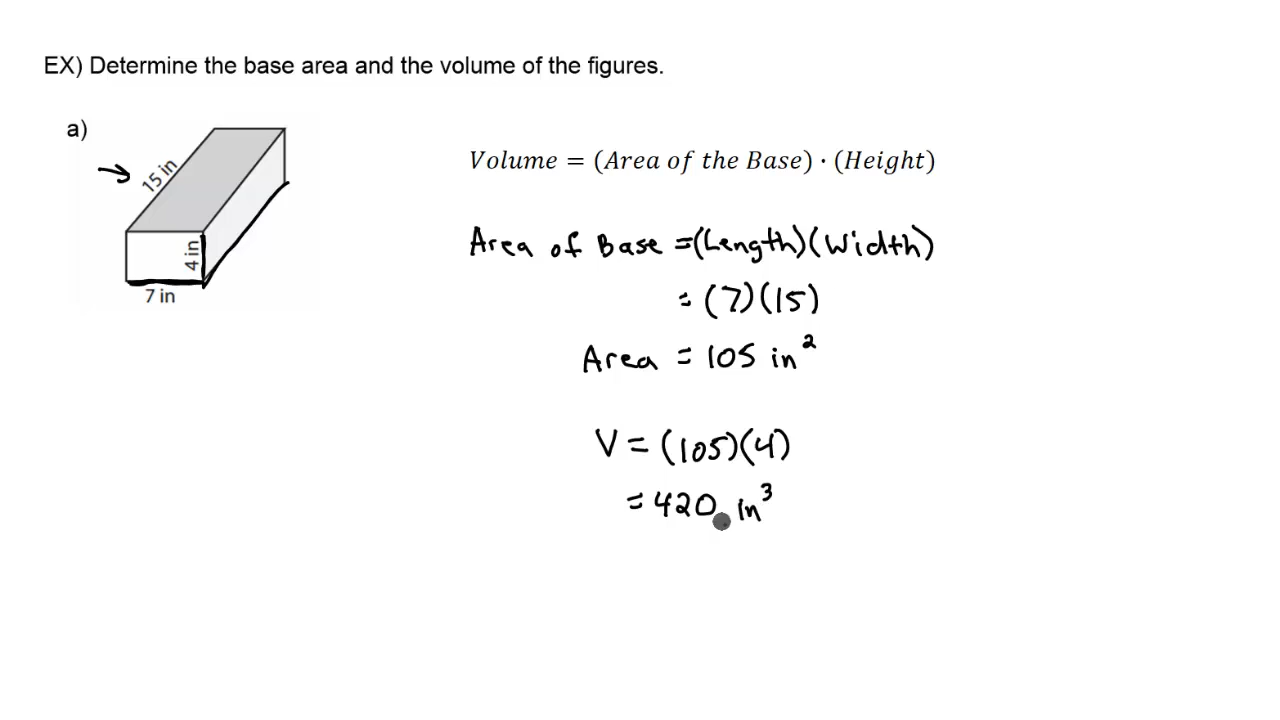 EX) Determine the base area and the volume of the figures.
a)
15 in
4 in
7 in
Volume = (Area of the Base) · (Height)
Area of Base = (Length)(Width)
= (7)(15)
Area = 105 in²
V = (105)(4)
= 420 in³